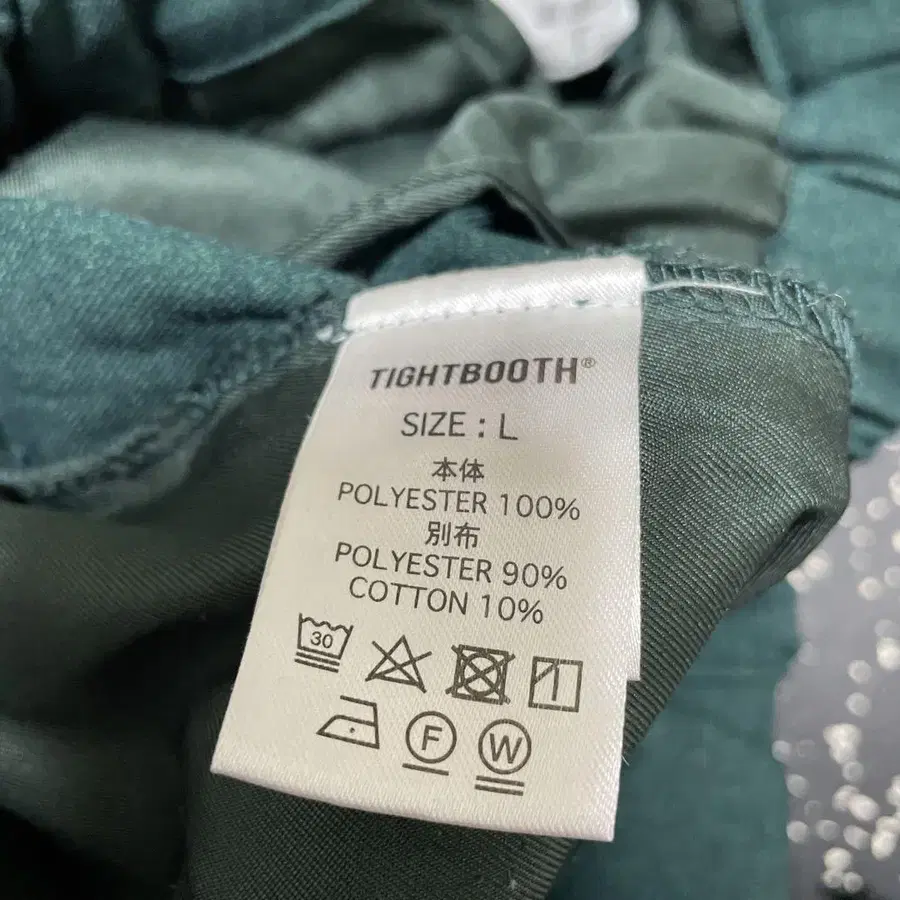 TIGHTBOOTH®
SIZE : L
本体
POLYESTER 100%
別布
POLYESTER 90%
COTTON 10%
30
F W